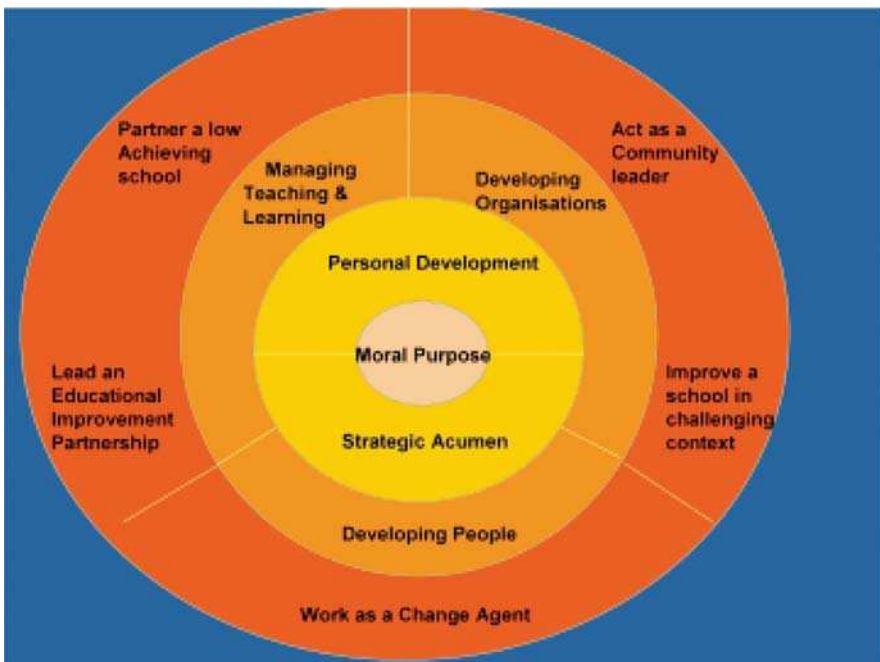 Partner a low
Achieving
school
Act as a
Community
leader
Managing
Teaching &
Learning
Developing
Organisations
Personal Development
Moral Purpose
Lead an
Educational
Improvement
Partnership
Improve a
school in
challenging
context
Strategic Acumen
Developing People
Work as a Change Agent